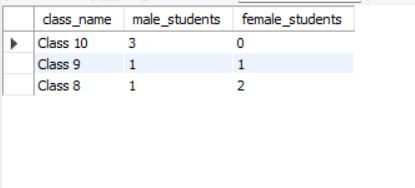 class_name male_students female_students
Class 10 3 0
Class 9 1 1
Class 8 1 2